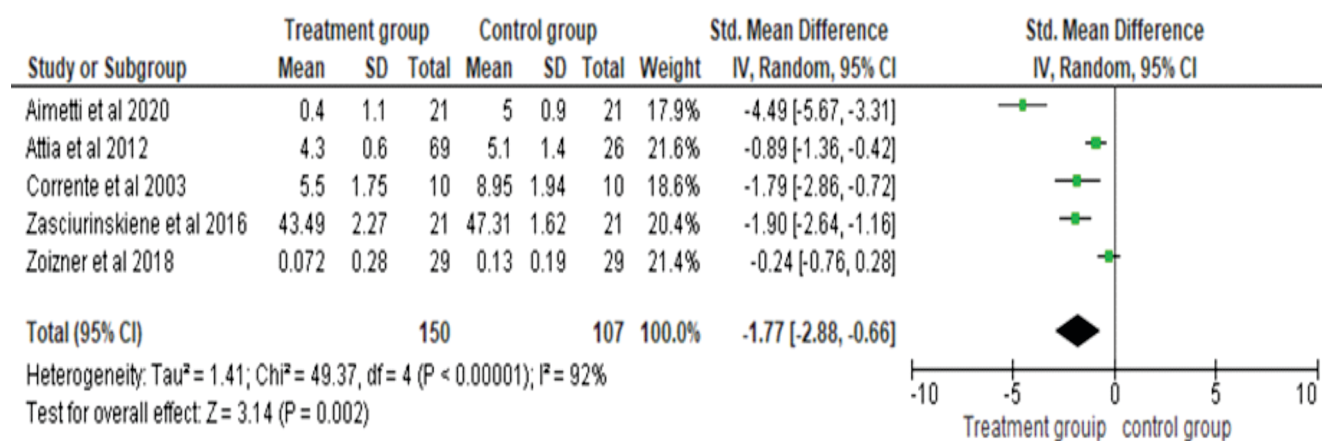 Treatment group Control group Std. Mean Difference Std. Mean Difference
Study or Subgroup Mean SD Total Mean SD Total Weight IV, Random, 95% CI IV, Random, 95% CI
Aimetti et al 2020 0.4 1.1 21 5 0.9 21 17.9% -4.49 [-5.67, -3.31]
Attia et al 2012 4.3 0.6 69 5.1 1.4 26 21.6% -0.89 [-1.36, -0.42]
Corrente et al 2003 5.5 1.75 10 8.95 1.94 10 18.6% -1.79 [-2.86, -0.72]
Zasciurinskiene et al 2016 43.49 2.27 21 47.31 1.62 21 20.4% -1.90 [-2.64, -1.16]
Zoizner et al 2018 0.072 0.28 29 0.13 0.19 29 21.4% -0.24 [-0.76, 0.28]
Total (95% CI) 150 107 100.0% -1.77 [-2.88, -0.66]
Heterogeneity: Tau² = 1.41; Chi² = 49.37, df = 4 (P < 0.00001); I² = 92%
Test for overall effect: Z = 3.14 (P = 0.002)
-10 -5 0 5 10
Treatment grouip control group